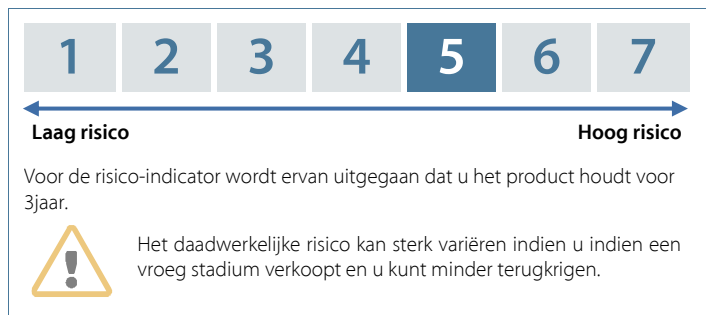 1 2 3 4 5 6 7
Laag risico Hoog risico
Voor de risico-indicator wordt ervan uitgegaan dat u het product houdt voor
3jaar.
Het daadwerkelijke risico kan sterk variëren indien u indien een
vroeg stadium verkoopt en u kunt minder terugkrigen.